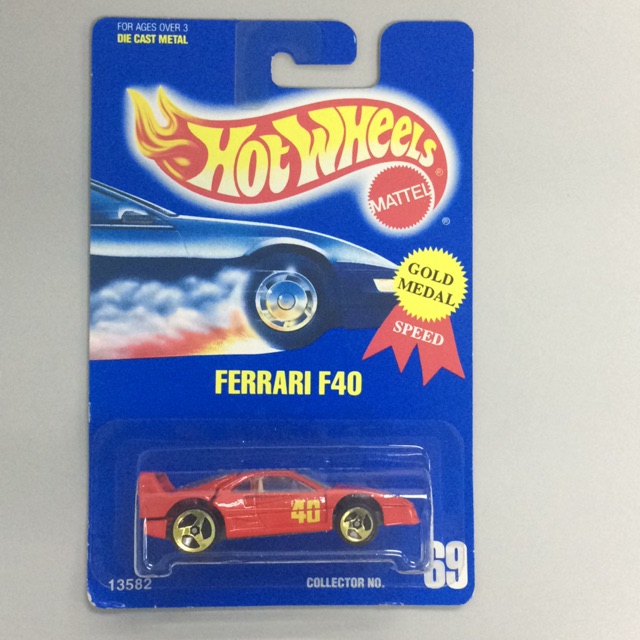 FOR AGES OVER 3
DIE CAST METAL
HOT WHEELS
®
MATTEL
®
GOLD
MEDAL
SPEED
FERRARI F40
40
13582
COLLECTOR NO.
69